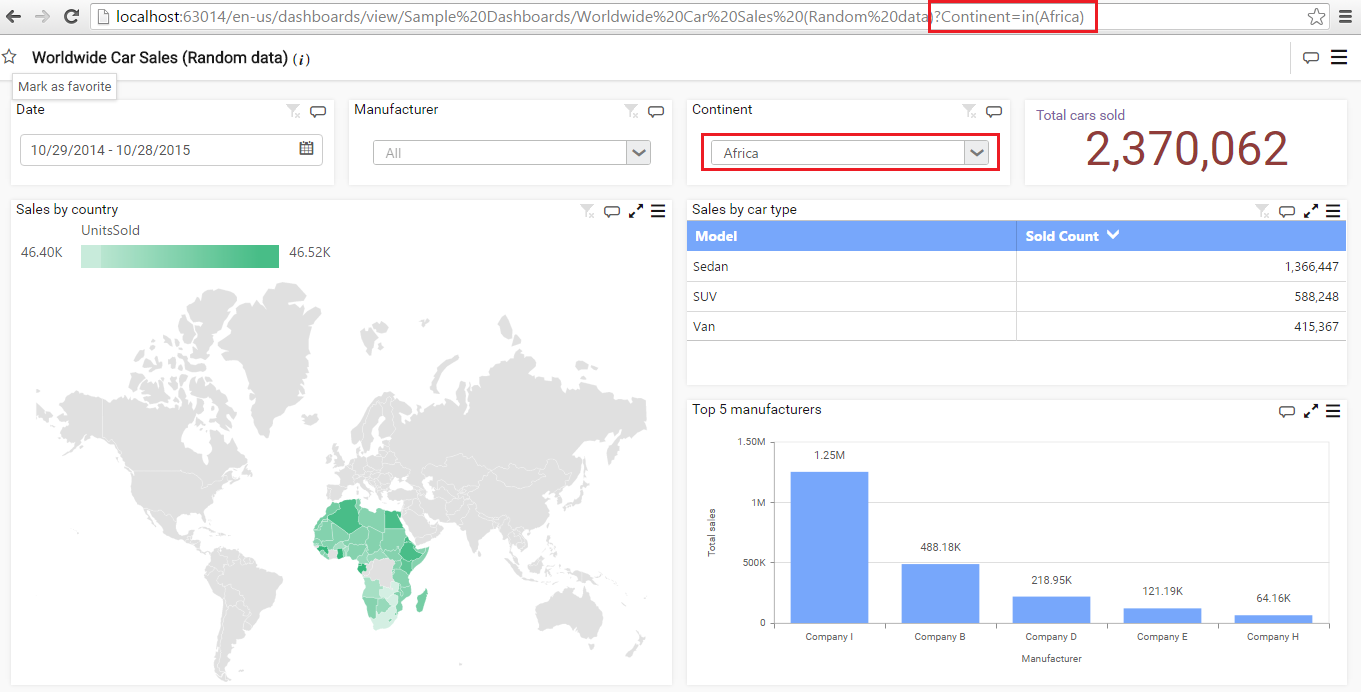 localhost:63014/en-us/dashboards/view/Sample%20Dashboards/Worldwide%20Car%20Sales%20(Random%20data)?Continent=in(Africa)
Worldwide Car Sales (Random data) (i)
Mark as favorite
Date
10/29/2014 - 10/28/2015
Manufacturer
All
Continent
Africa
Total cars sold
2,370,062
Sales by country
UnitsSold
46.40K
46.52K
Sales by car type
Model Sold Count
Sedan 1,366,447
SUV 588,248
Van 415,367
Top 5 manufacturers
1.50M
1M
500K
0
Total sales
1.25M
488.18K
218.95K
121.19K
64.16K
Company I Company B Company D Company E Company H
Manufacturer